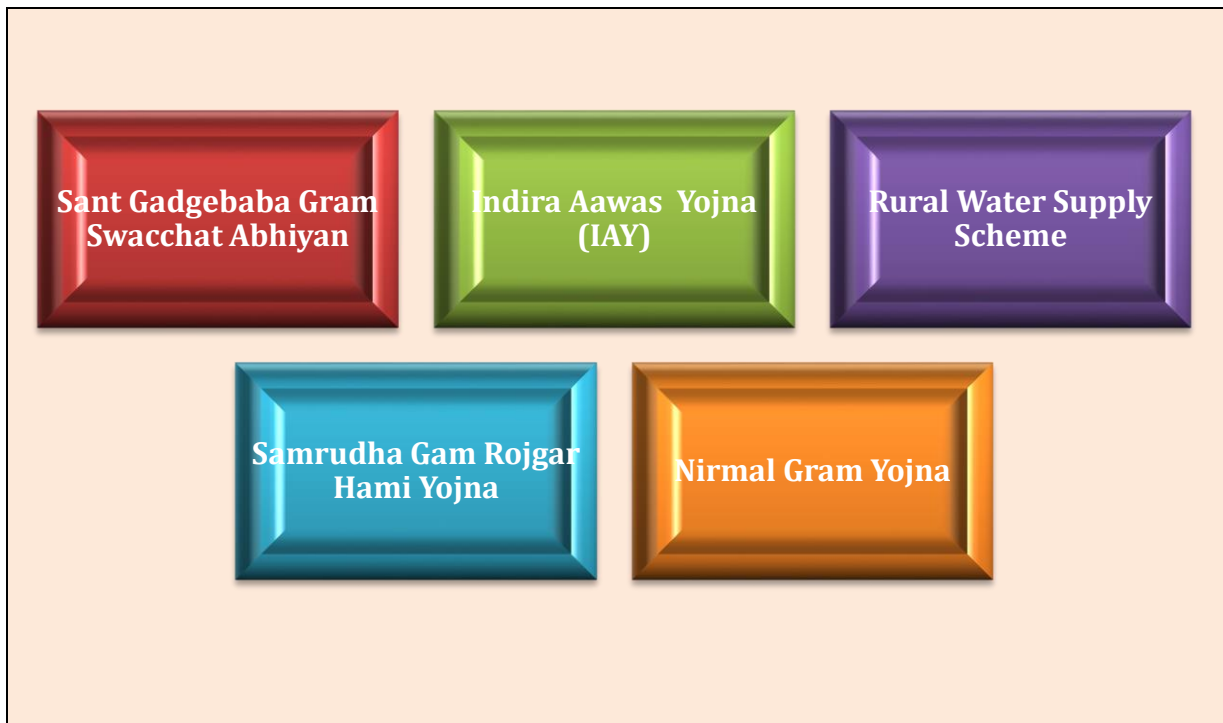 Sant Gadgebaba Gram
Swacchat Abhiyan
Indira Aawas  Yojna
(IAY)
Rural Water Supply
Scheme
Samrudha Gam Rojgar
Hami Yojna
Nirmal Gram Yojna